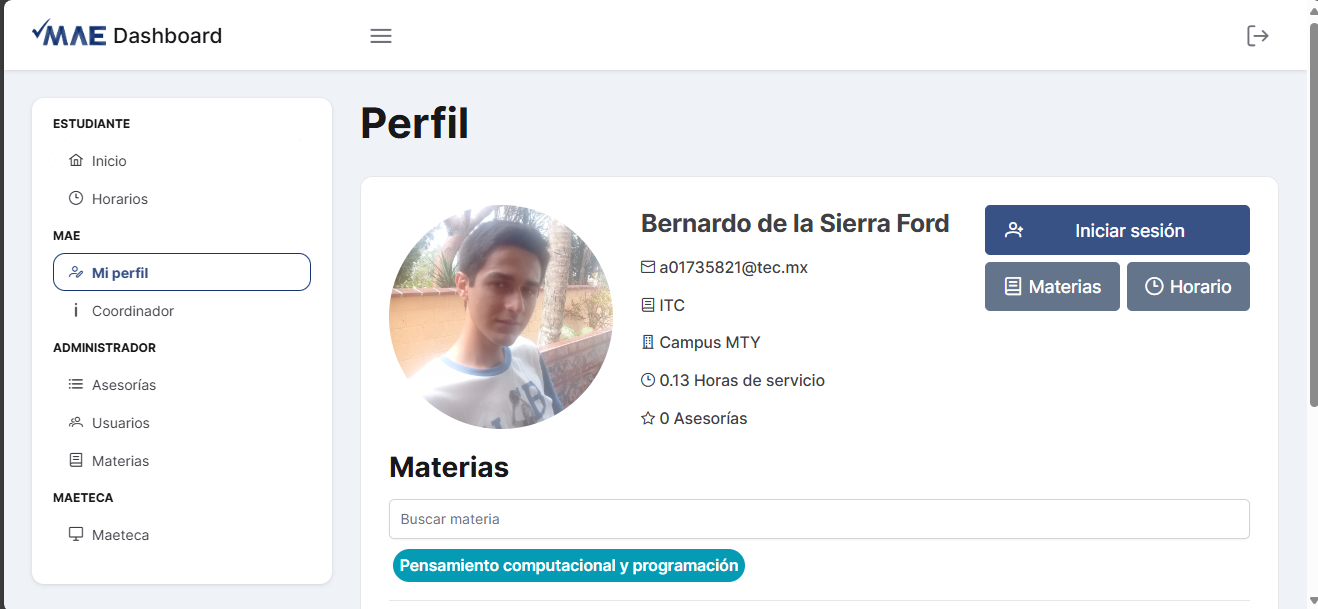 MAE Dashboard
ESTUDIANTE
Inicio
Horarios
MAE
Mi perfil
Coordinador
ADMINISTRADOR
Asesorías
Usuarios
Materias
MAETECA
Maeteca
Perfil
Bernardo de la Sierra Ford
a01735821@tec.mx
ITC
Campus MTY
0.13 Horas de servicio
0 Asesorías
Iniciar sesión
Materias
Horario
Materias
Buscar materia
Pensamiento computacional y programación